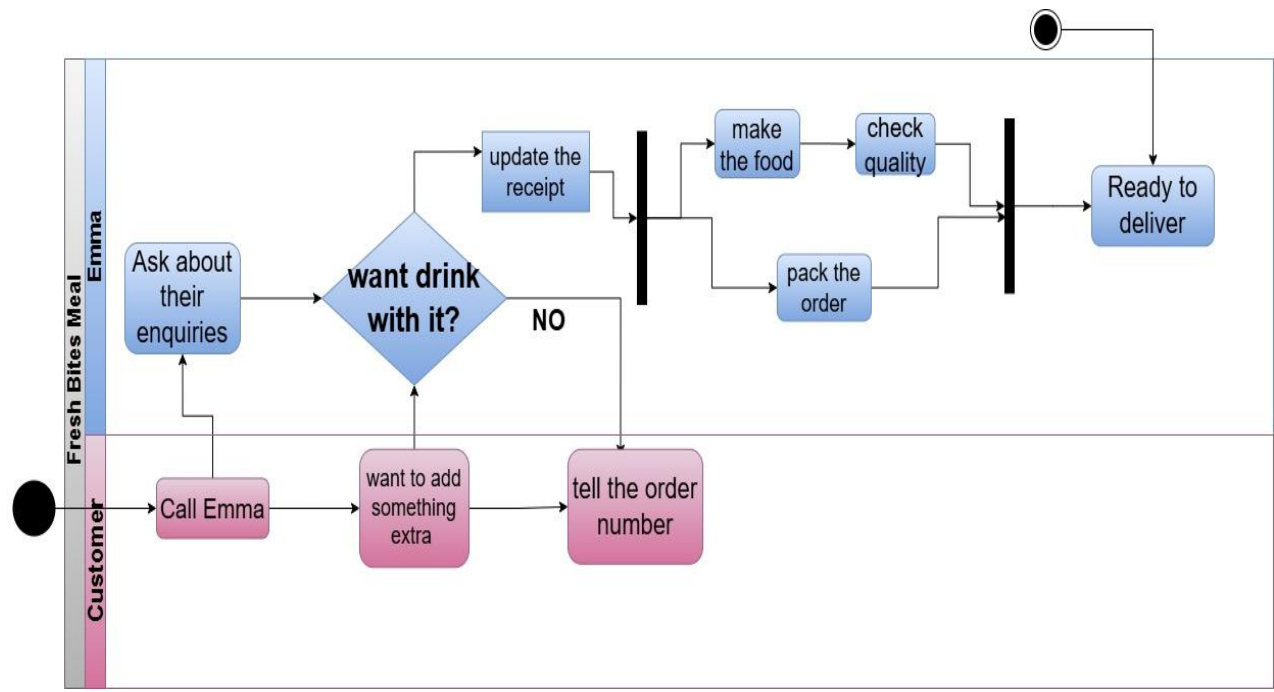 Fresh Bites Meal
Emma
Customer
update the
receipt
make
the food
check
quality
Ready to
deliver
Ask about
their
enquiries
want drink
with it?
NO
pack the
order
Call Emma
want to add
something
extra
tell the order
number